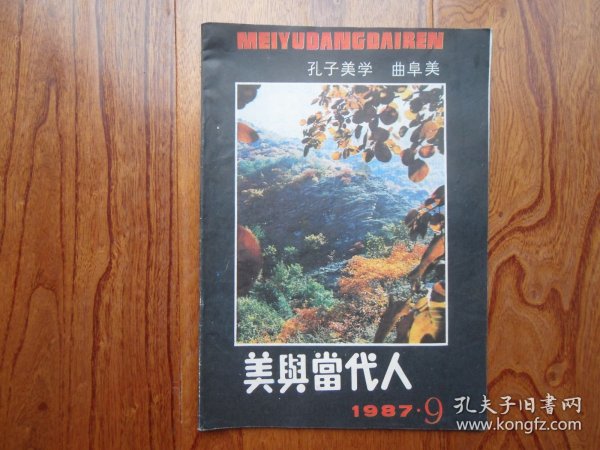 MEIYUDANGDAIREN
孔子美学 曲阜美
美與當代人
1987·9
孔夫子旧書网
www.kongfz.com